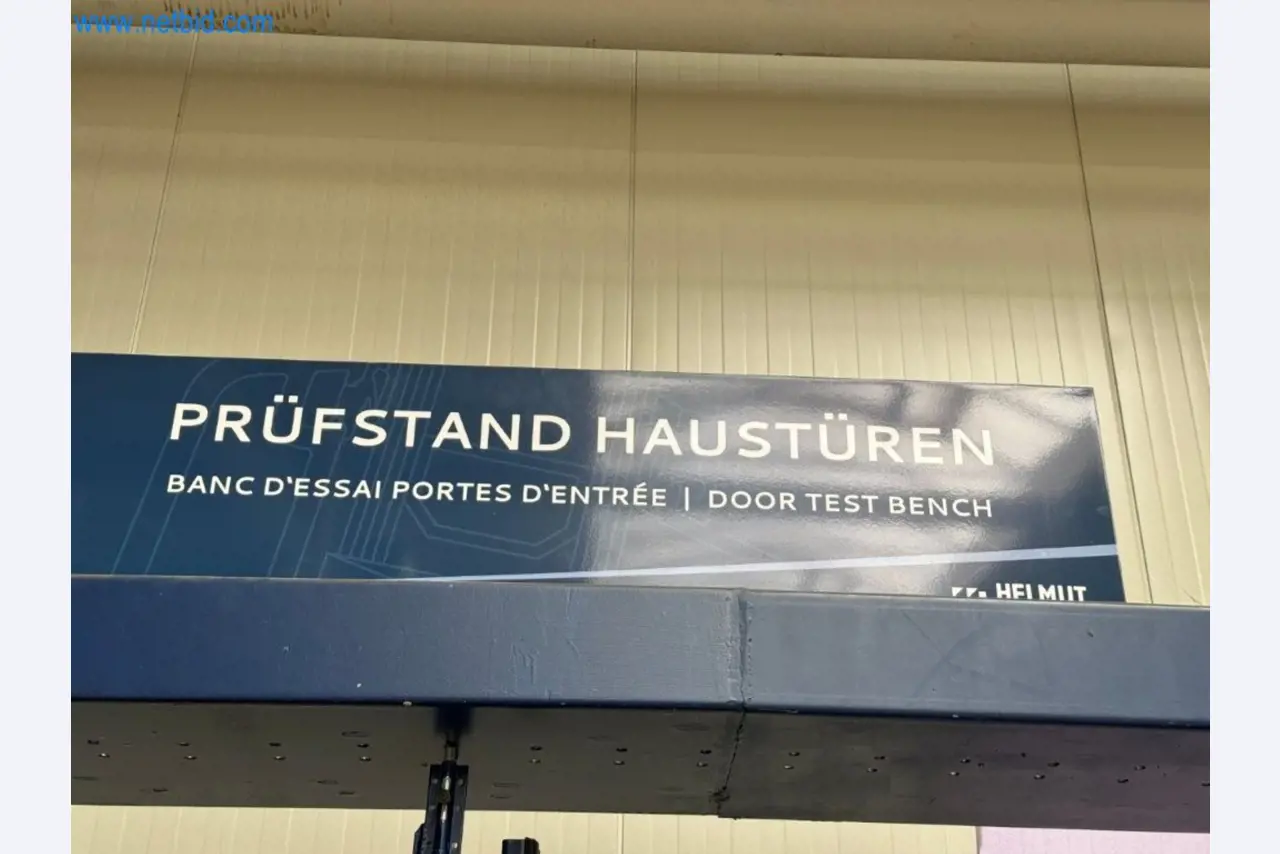 www.netbid.com
PRÜFSTAND HAUSTÜREN
BANC D'ESSAI PORTES D'ENTRÉE | DOOR TEST BENCH
HELMUT